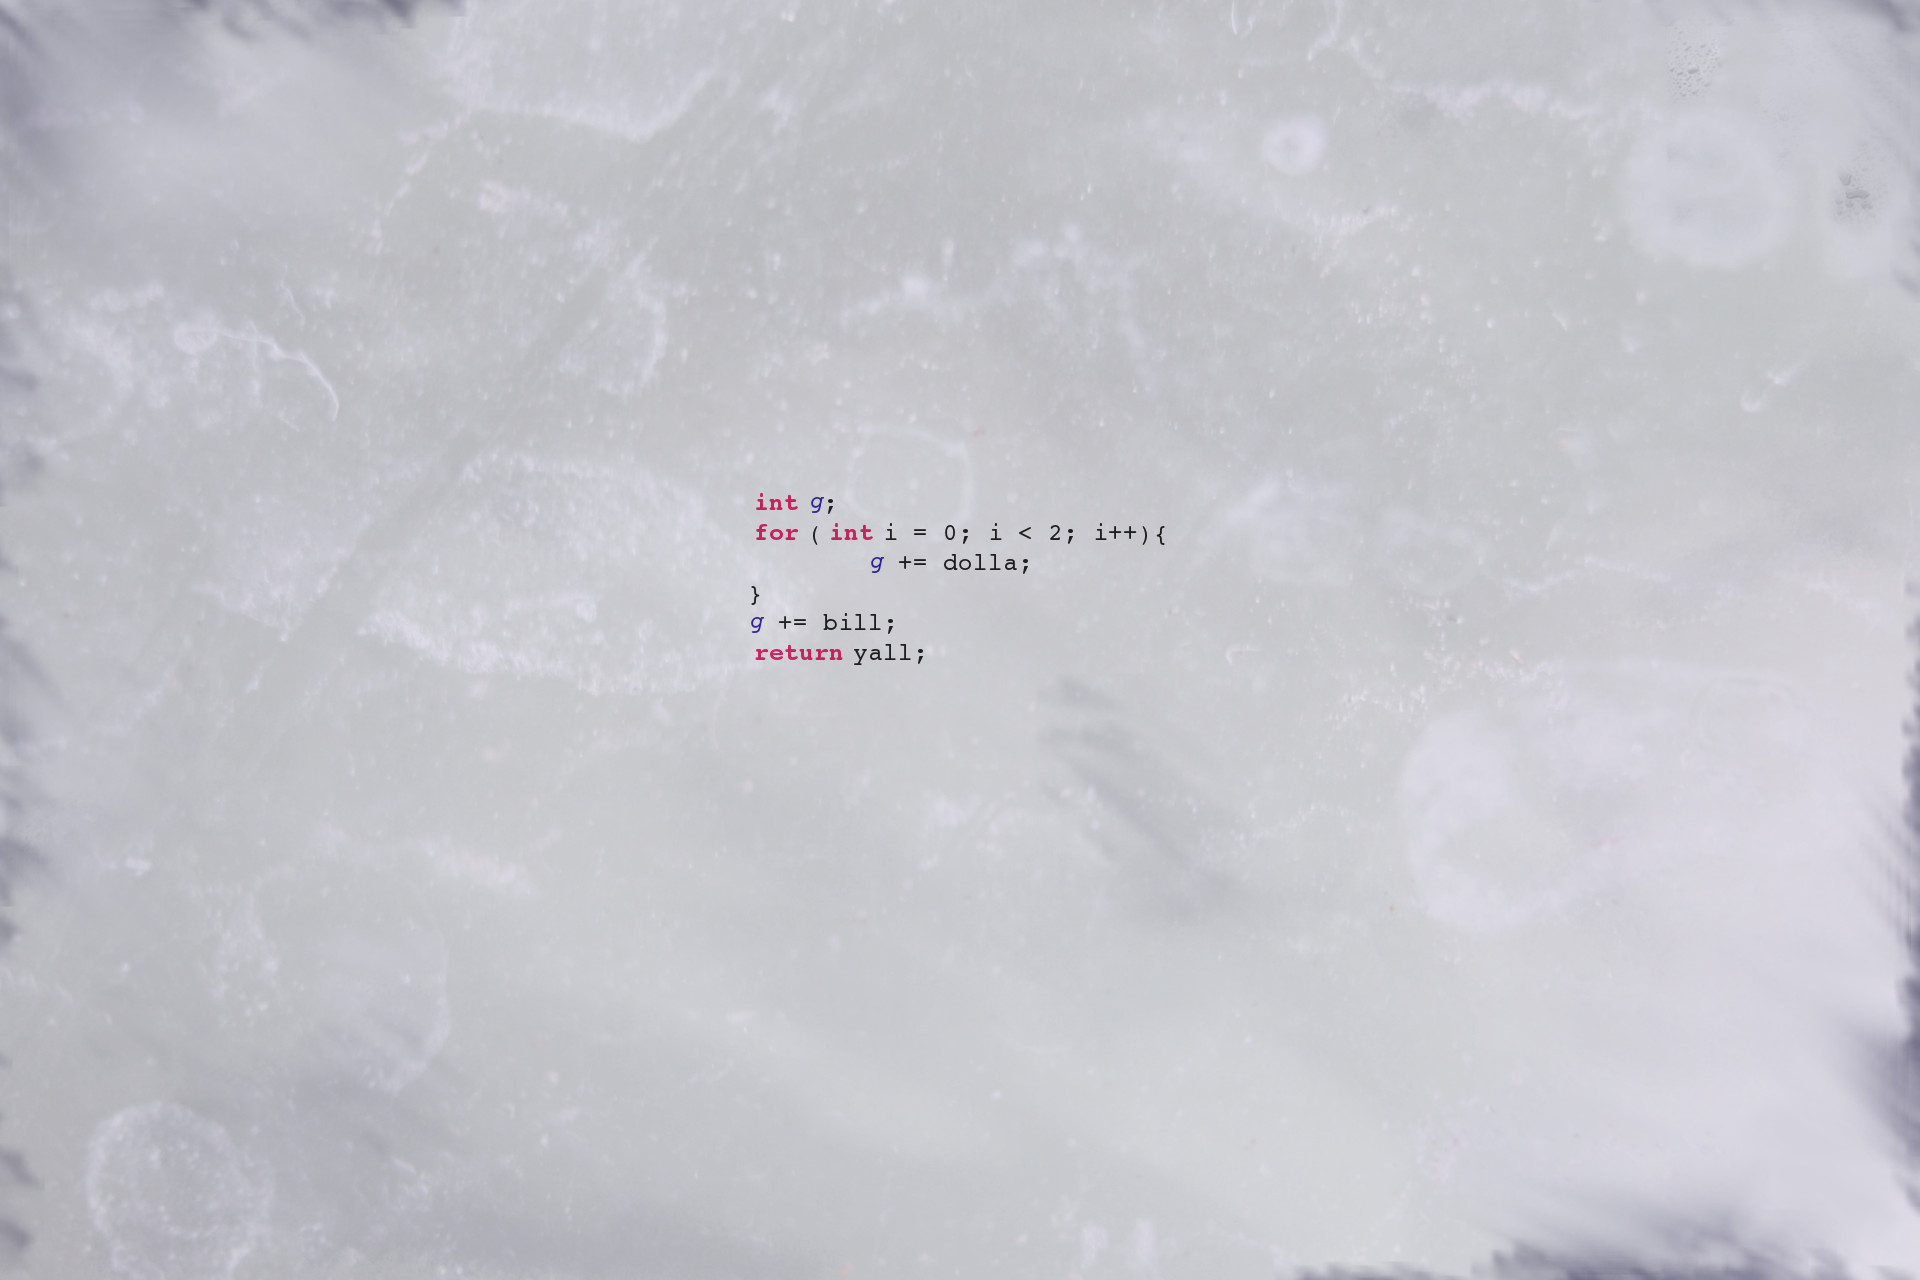 int g;
for ( int i = 0; i < 2; i++){
g += dolla;
}
g += bill;
return yall;